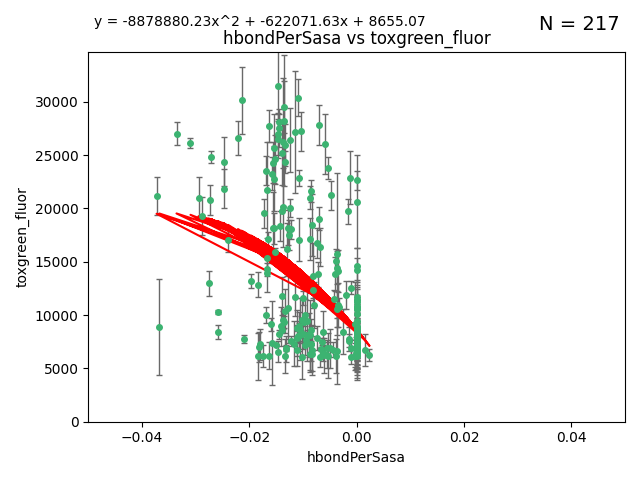 y = -8878880.23x^2 + -622071.63x + 8655.07
N = 217
hbondPerSasa vs toxgreen_fluor
toxgreen_fluor
30000
25000
20000
15000
10000
5000
0
−0.04
−0.02
0.00
0.02
0.04
hbondPerSasa